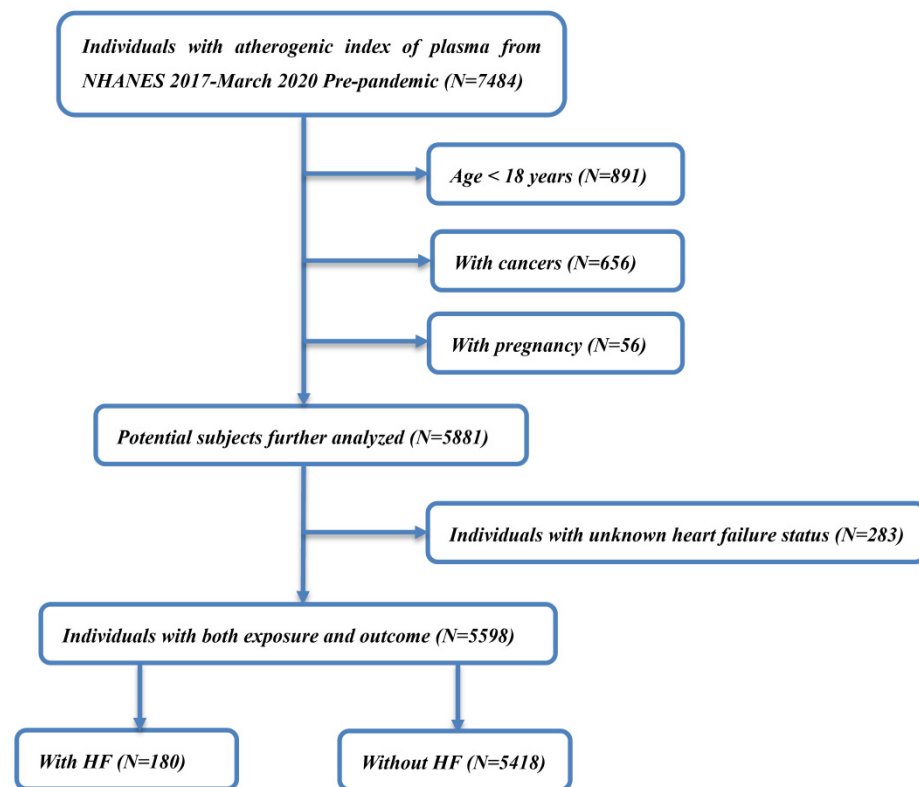 Individuals with atherogenic index of plasma from
NHANES 2017-March 2020 Pre-pandemic (N=7484)
Age < 18 years (N=891)
With cancers (N=656)
With pregnancy (N=56)
Potential subjects further analyzed (N=5881)
Individuals with unknown heart failure status (N=283)
Individuals with both exposure and outcome (N=5598)
With HF (N=180)
Without HF (N=5418)